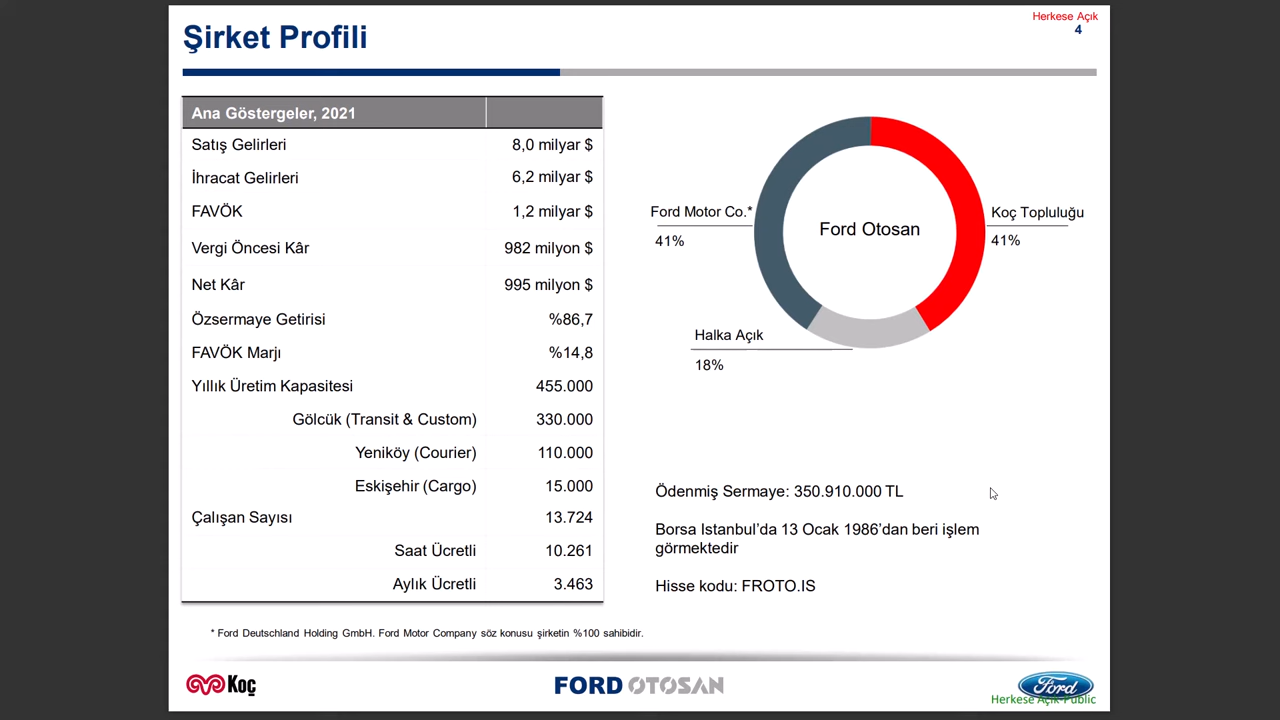 Herkese Açık
4
Şirket Profili
Ana Göstergeler, 2021
Satış Gelirleri 8,0 milyar $
İhracat Gelirleri 6,2 milyar $
FAVÖK 1,2 milyar $
Vergi Öncesi Kâr 982 milyon $
Net Kâr 995 milyon $
Özsermaye Getirisi %86,7
FAVÖK Marjı %14,8
Yıllık Üretim Kapasitesi 455.000
Gölcük (Transit & Custom) 330.000
Yeniköy (Courier) 110.000
Eskişehir (Cargo) 15.000
Çalışan Sayısı 13.724
Saat Ücretli 10.261
Aylık Ücretli 3.463
Ford Motor Co.*
41%
Ford Otosan
Koç Topluluğu
41%
Halka Açık
18%
Ödenmiş Sermaye: 350.910.000 TL
Borsa Istanbul’da 13 Ocak 1986’dan beri işlem
görmektedir
Hisse kodu: FROTO.IS
* Ford Deutschland Holding GmbH. Ford Motor Company söz konusu şirketin %100 sahibidir.
Koç
FORD OTOSAN
Ford
Herkese Açık-Public